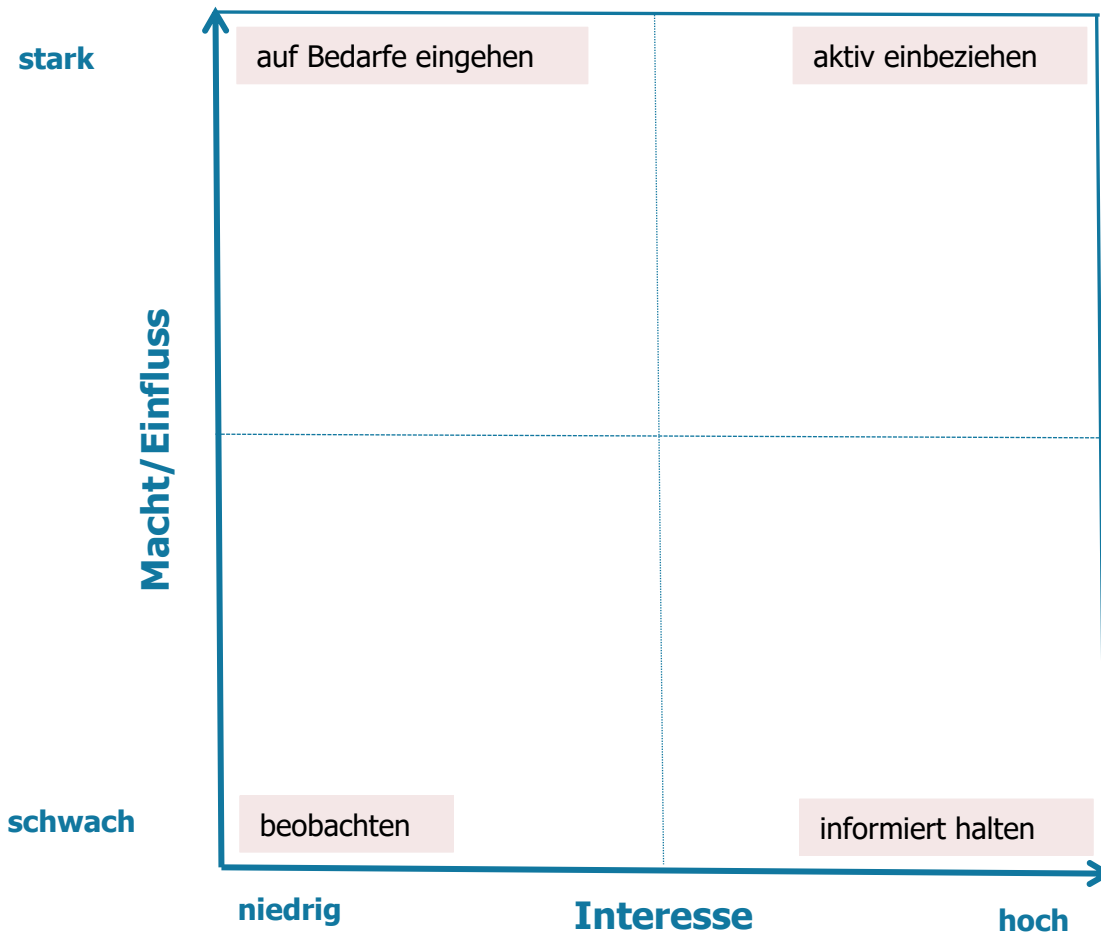 stark
auf Bedarfe eingehen
aktiv einbeziehen
Macht/Einfluss
schwach
beobachten
informiert halten
niedrig
Interesse
hoch